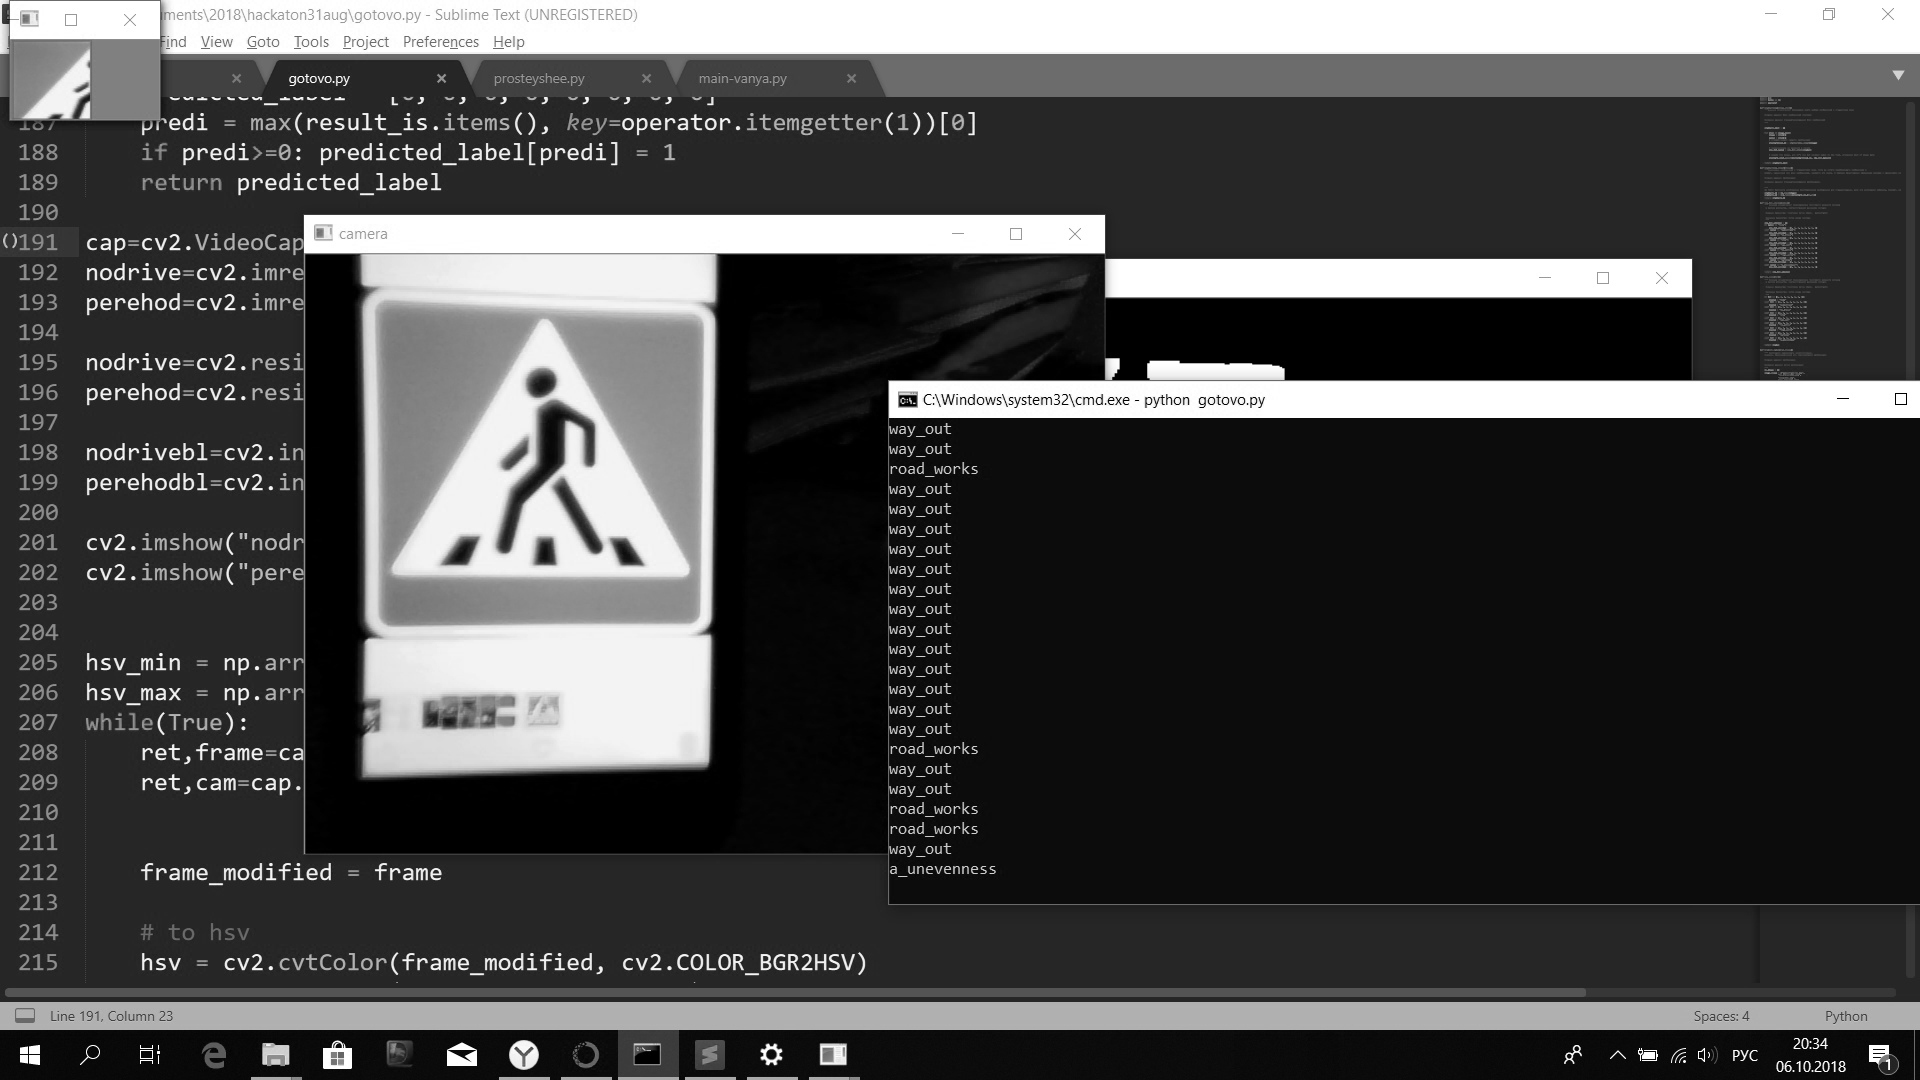 ments\2018\hackaton31aug\gotovo.py - Sublime Text (UNREGISTERED)
Find View Goto Tools Project Preferences Help
gotovo.py
prosteyshee.py
main-vanya.py
187 predi = max(result_is.items(), key=operator.itemgetter(1))[0]
188 if predi>=0: predicted_label[predi] = 1
189 return predicted_label
190
191 cap=cv2.VideoCap
192 nodrive=cv2.imre
193 perehod=cv2.imre
194
195 nodrive=cv2.resi
196 perehod=cv2.resi
197
198 nodrivebl=cv2.in
199 perehodbl=cv2.in
200
201 cv2.imshow("nodr
202 cv2.imshow("pere
203
204
205 hsv_min = np.arr
206 hsv_max = np.arr
207 while(True):
208 ret,frame=ca
209 ret,cam=cap.
210
211
212 frame_modified = frame
213
214 # to hsv
215 hsv = cv2.cvtColor(frame_modified, cv2.COLOR_BGR2HSV)
camera
C:\Windows\system32\cmd.exe - python  gotovo.py
way_out
way_out
road_works
way_out
way_out
way_out
way_out
way_out
way_out
way_out
way_out
way_out
way_out
way_out
way_out
way_out
road_works
way_out
way_out
road_works
road_works
way_out
a_unevenness
Line 191, Column 23
Spaces: 4
Python
РУС
20:34
06.10.2018
1